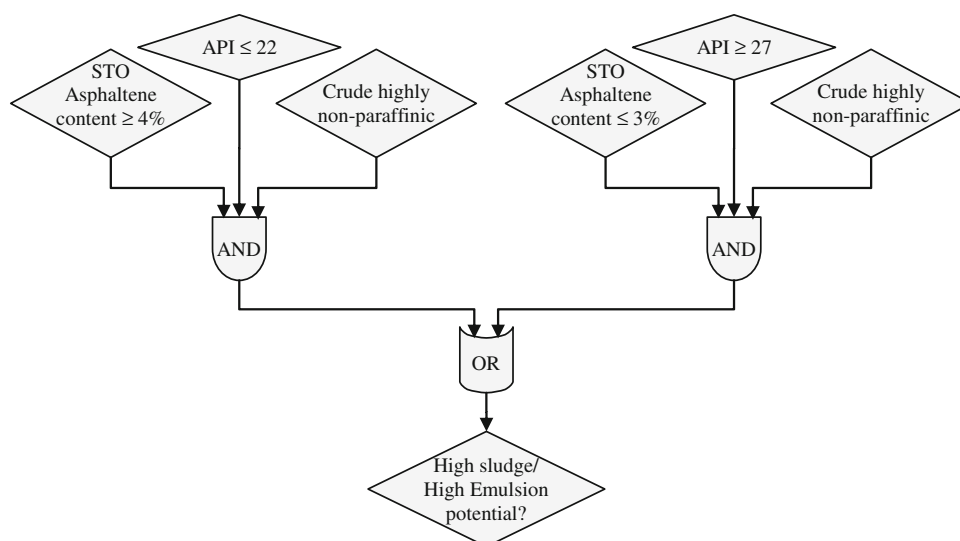 API ≤ 22
STO
Asphaltene
content ≥ 4%
Crude highly
non-paraffinic
API ≥ 27
STO
Asphaltene
content ≤ 3%
Crude highly
non-paraffinic
AND
AND
OR
High sludge/
High Emulsion
potential?